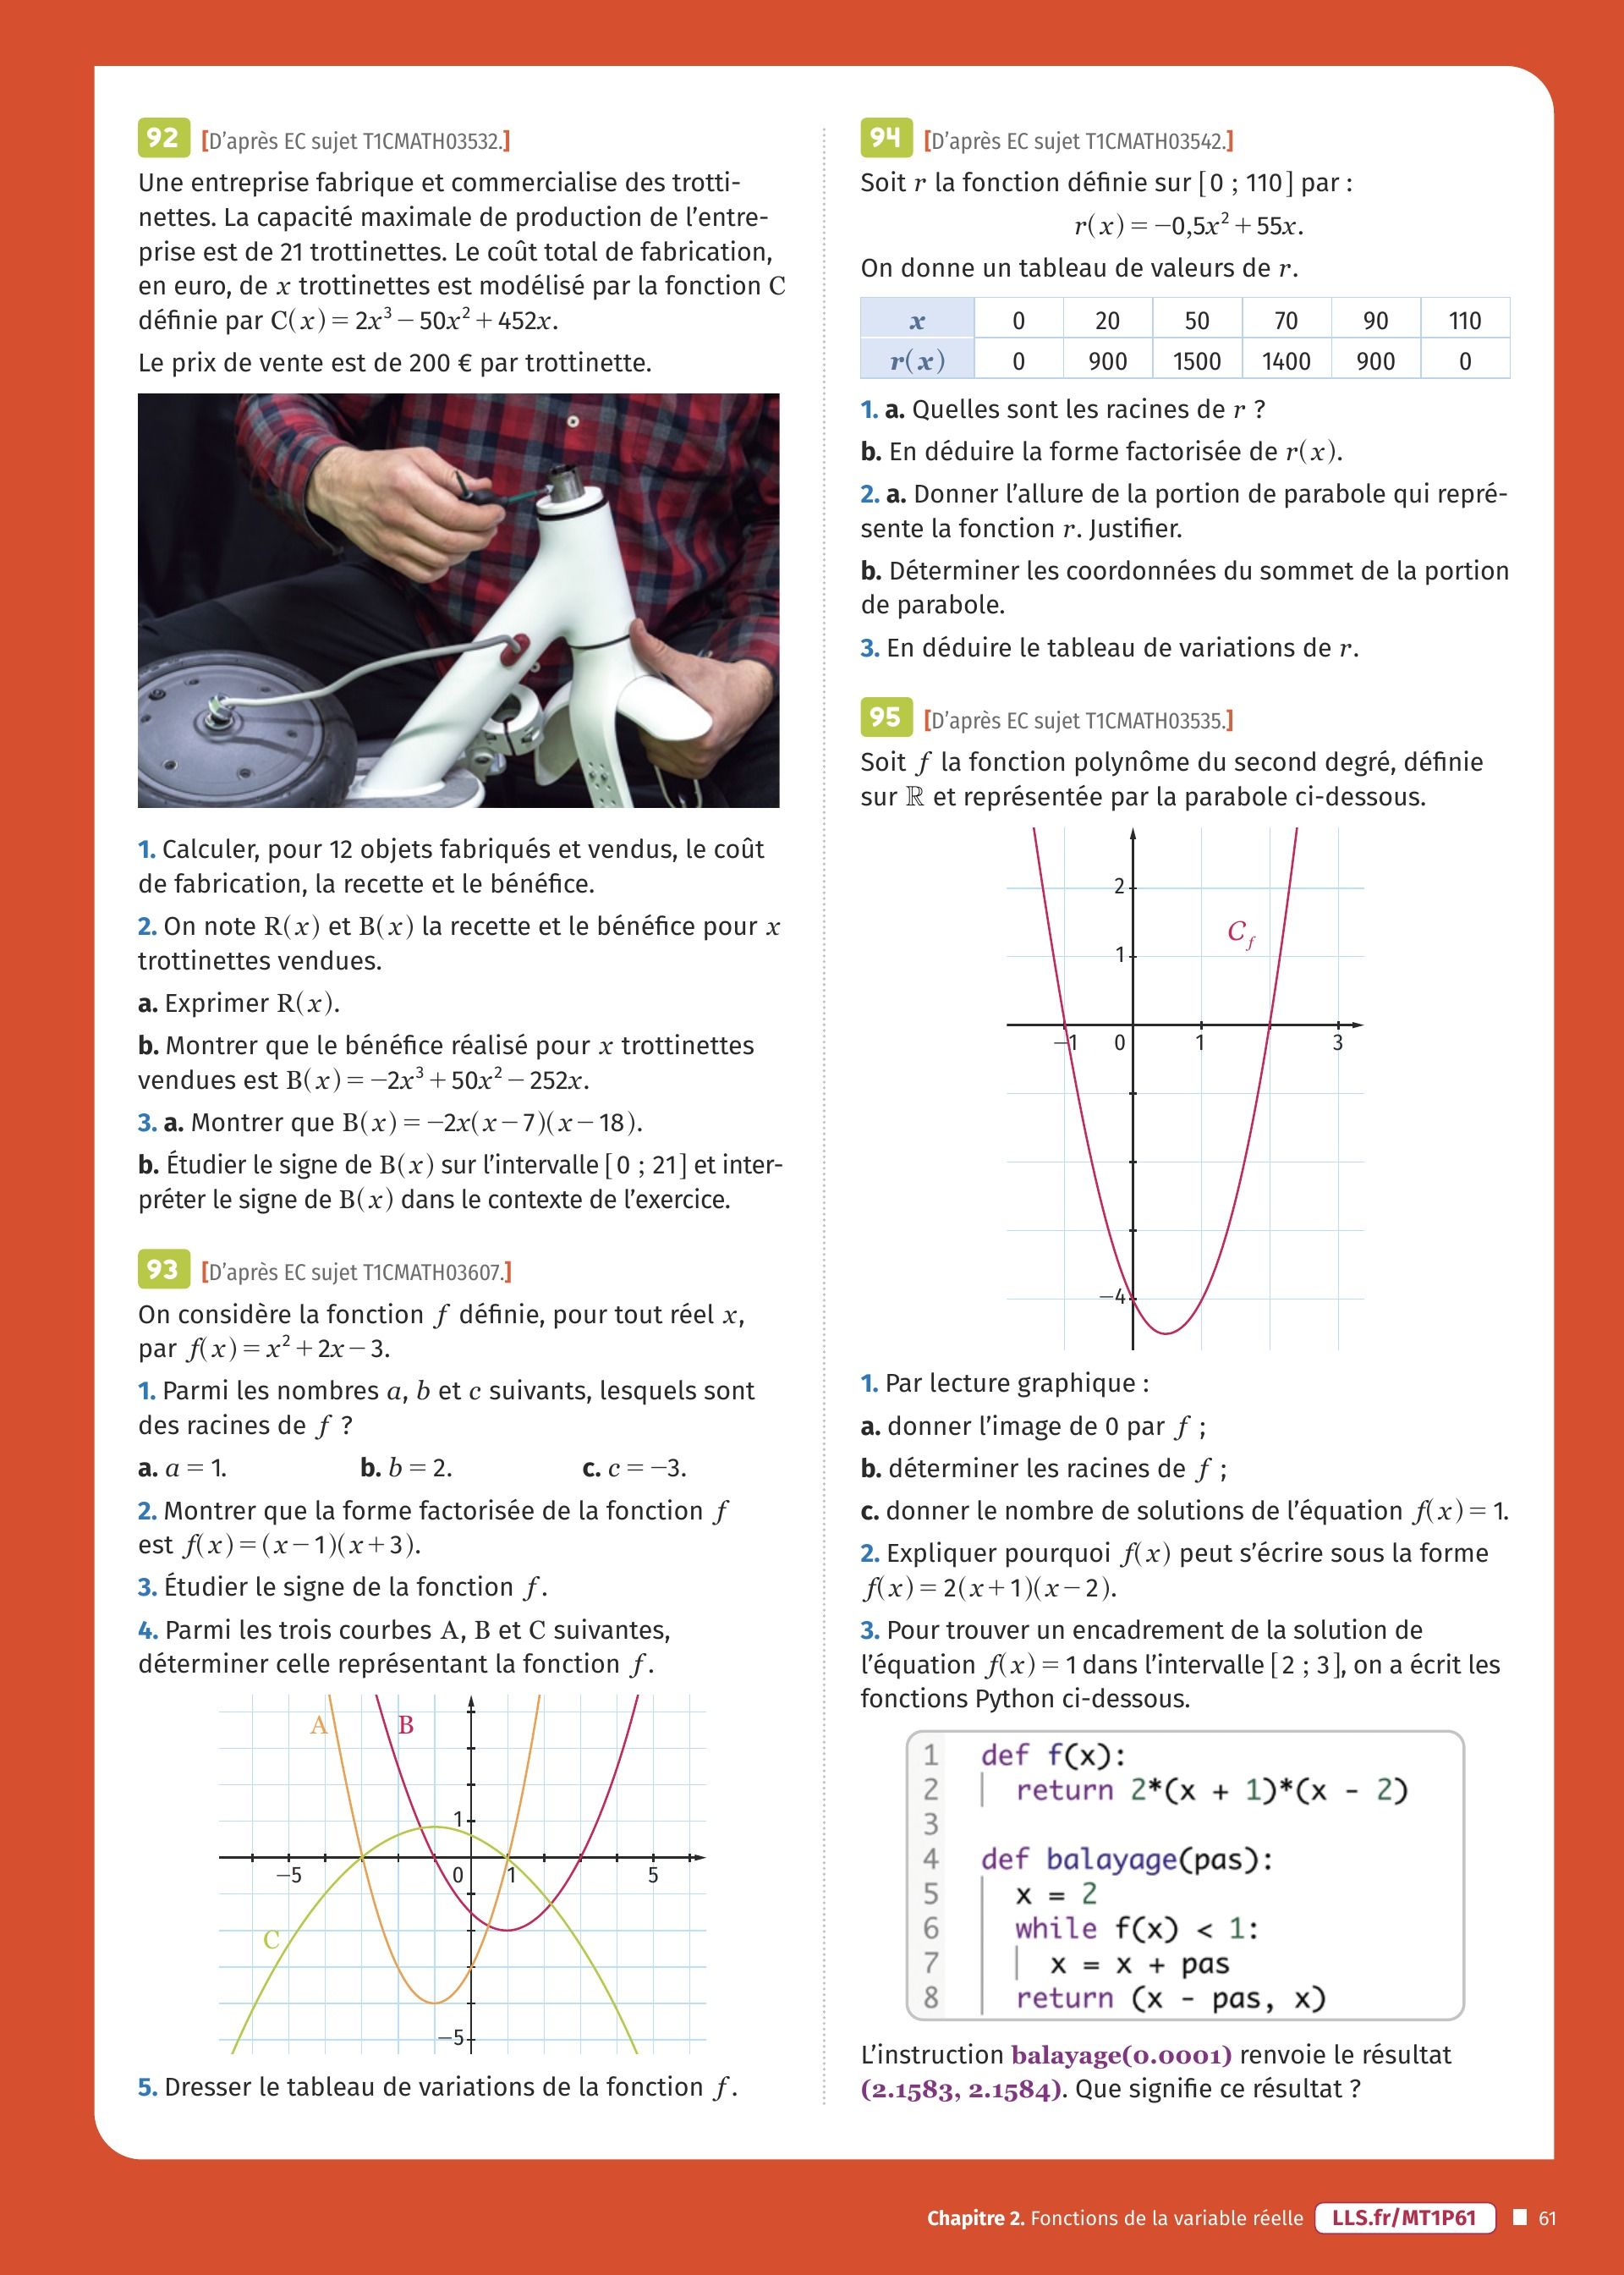 92 [D’après EC sujet T1CMATH03532.]
Une entreprise fabrique et commercialise des trotti-
nettes. La capacité maximale de production de l’entre-
prise est de 21 trottinettes. Le coût total de fabrication,
en euro, de x trottinettes est modélisé par la fonction C
définie par C(x) = 2x³ − 50x² + 452x.
Le prix de vente est de 200 € par trottinette.
1. Calculer, pour 12 objets fabriqués et vendus, le coût
de fabrication, la recette et le bénéfice.
2. On note R(x) et B(x) la recette et le bénéfice pour x
trottinettes vendues.
a. Exprimer R(x).
b. Montrer que le bénéfice réalisé pour x trottinettes
vendues est B(x) = −2x³ + 50x² − 252x.
3. a. Montrer que B(x) = −2x(x − 7)(x − 18).
b. Étudier le signe de B(x) sur l’intervalle [0 ; 21] et inter-
préter le signe de B(x) dans le contexte de l’exercice.
93 [D’après EC sujet T1CMATH03607.]
On considère la fonction f définie, pour tout réel x,
par f(x) = x² + 2x − 3.
1. Parmi les nombres a, b et c suivants, lesquels sont
des racines de f ?
a. a = 1. b. b = 2. c. c = −3.
2. Montrer que la forme factorisée de la fonction f
est f(x) = (x − 1)(x + 3).
3. Étudier le signe de la fonction f.
4. Parmi les trois courbes A, B et C suivantes,
déterminer celle représentant la fonction f.
A B
1
−5 0 1 5
C
−5
5. Dresser le tableau de variations de la fonction f.
94 [D’après EC sujet T1CMATH03542.]
Soit r la fonction définie sur [0 ; 110] par :
r(x) = −0,5x² + 55x.
On donne un tableau de valeurs de r.
x 0 20 50 70 90 110
r(x) 0 900 1500 1400 900 0
1. a. Quelles sont les racines de r ?
b. En déduire la forme factorisée de r(x).
2. a. Donner l’allure de la portion de parabole qui repré-
sente la fonction r. Justifier.
b. Déterminer les coordonnées du sommet de la portion
de parabole.
3. En déduire le tableau de variations de r.
95 [D’après EC sujet T1CMATH03535.]
Soit f la fonction polynôme du second degré, définie
sur ℝ et représentée par la parabole ci-dessous.
2
C_f
1
−1 0 1 3
−4
1. Par lecture graphique :
a. donner l’image de 0 par f ;
b. déterminer les racines de f ;
c. donner le nombre de solutions de l’équation f(x) = 1.
2. Expliquer pourquoi f(x) peut s’écrire sous la forme
f(x) = 2(x + 1)(x − 2).
3. Pour trouver un encadrement de la solution de
l’équation f(x) = 1 dans l’intervalle [2 ; 3], on a écrit les
fonctions Python ci-dessous.
1 def f(x):
2 return 2*(x + 1)*(x - 2)
3
4 def balayage(pas):
5 x = 2
6 while f(x) < 1:
7 x = x + pas
8 return (x - pas, x)
L’instruction balayage(0.0001) renvoie le résultat
(2.1583, 2.1584). Que signifie ce résultat ?
Chapitre 2. Fonctions de la variable réelle LLS.fr/MT1P61 61